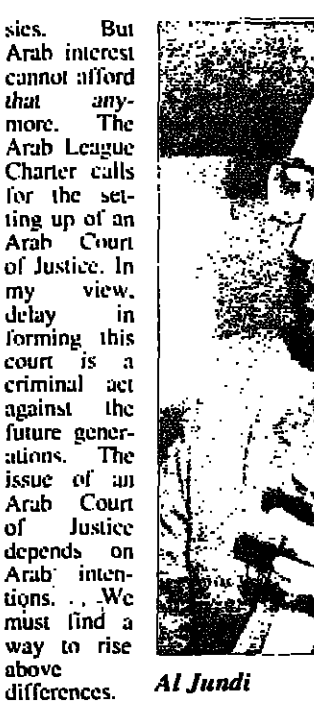 sies. But
Arab interest
cannot afford
that any-
more. The
Arab League
Charter calls
for the set-
ting up of an
Arab Court
of Justice. In
my view,
delay in
forming this
court is a
criminal act
against the
future gener-
ations. The
issue of an
Arab Court
of Justice
depends on
Arab inten-
tions. . . We
must find a
way to rise
above
differences.
Al Jundi